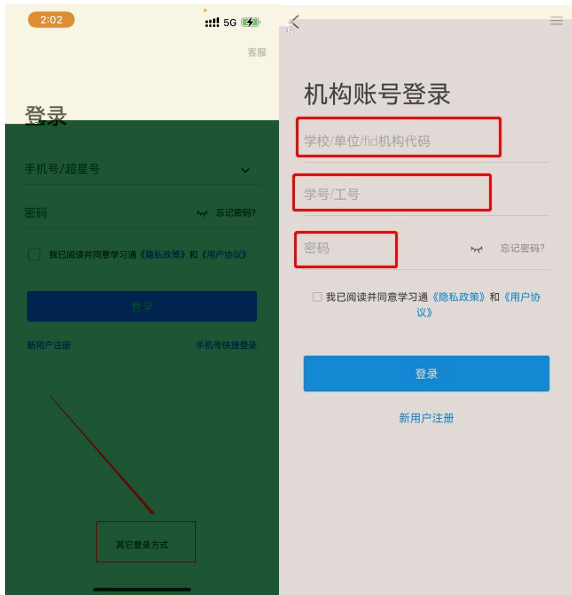 2:02
5G
客服
登录
手机号/超星号
密码
忘记密码?
我已阅读并同意学习通《隐私政策》和《用户协议》
登录
新用户注册
手机号快捷登录
其它登录方式
机构账号登录
学校/单位/fid机构代码
学号/工号
密码
忘记密码?
我已阅读并同意学习通《隐私政策》和《用户协
议》
登录
新用户注册